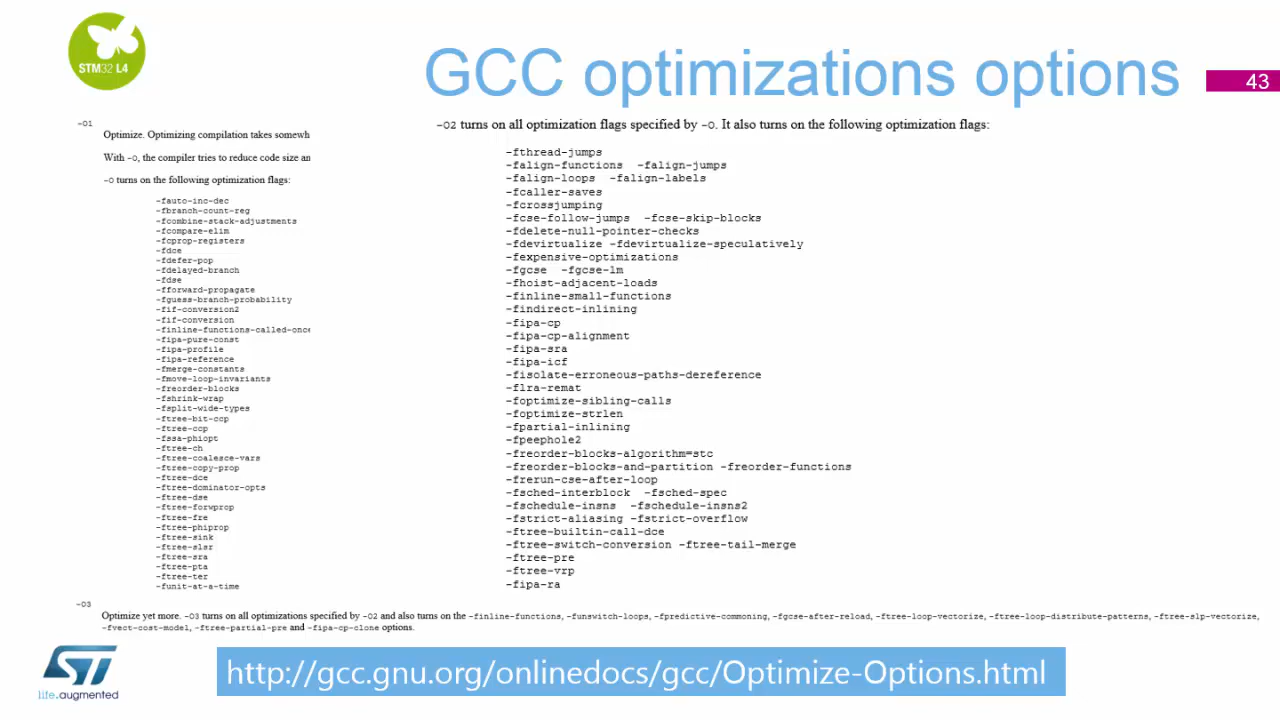 STM32 L4
GCC optimizations options
43
-O1
Optimize. Optimizing compilation takes somewh
With -O, the compiler tries to reduce code size an
-O turns on the following optimization flags:
-fauto-inc-dec
-fbranch-count-reg
-fcombine-stack-adjustments
-fcompare-elim
-fcprop-registers
-fdce
-fdefer-pop
-fdelayed-branch
-fdse
-fforward-propagate
-fguess-branch-probability
-fif-conversion2
-fif-conversion
-finline-functions-called-once
-fipa-pure-const
-fipa-profile
-fipa-reference
-fmerge-constants
-fmove-loop-invariants
-freorder-blocks
-fshrink-wrap
-fsplit-wide-types
-ftree-bit-ccp
-ftree-ccp
-fssa-phiopt
-ftree-ch
-ftree-coalesce-vars
-ftree-copy-prop
-ftree-dce
-ftree-dominator-opts
-ftree-dse
-ftree-forwprop
-ftree-fre
-ftree-phiprop
-ftree-sink
-ftree-slsr
-ftree-sra
-ftree-pta
-ftree-ter
-funit-at-a-time
-O2 turns on all optimization flags specified by -O. It also turns on the following optimization flags:
-fthread-jumps
-falign-functions -falign-jumps
-falign-loops -falign-labels
-fcaller-saves
-fcrossjumping
-fcse-follow-jumps -fcse-skip-blocks
-fdelete-null-pointer-checks
-fdevirtualize -fdevirtualize-speculatively
-fexpensive-optimizations
-fgcse -fgcse-lm
-fhoist-adjacent-loads
-finline-small-functions
-findirect-inlining
-fipa-cp
-fipa-cp-alignment
-fipa-sra
-fipa-icf
-fisolate-erroneous-paths-dereference
-flra-remat
-foptimize-sibling-calls
-foptimize-strlen
-fpartial-inlining
-fpeephole2
-freorder-blocks-algorithm=stc
-freorder-blocks-and-partition -freorder-functions
-frerun-cse-after-loop
-fsched-interblock -fsched-spec
-fschedule-insns -fschedule-insns2
-fstrict-aliasing -fstrict-overflow
-ftree-builtin-call-dce
-ftree-switch-conversion -ftree-tail-merge
-ftree-pre
-ftree-vrp
-fipa-ra
-O3
Optimize yet more. -O3 turns on all optimizations specified by -O2 and also turns on the -finline-functions, -funswitch-loops, -fpredictive-commoning, -fgcse-after-reload, -ftree-loop-vectorize, -ftree-loop-distribute-patterns, -ftree-slp-vectorize,
-fvect-cost-model, -ftree-partial-pre and -fipa-cp-clone options.
ST
life.augmented
http://gcc.gnu.org/onlinedocs/gcc/Optimize-Options.html